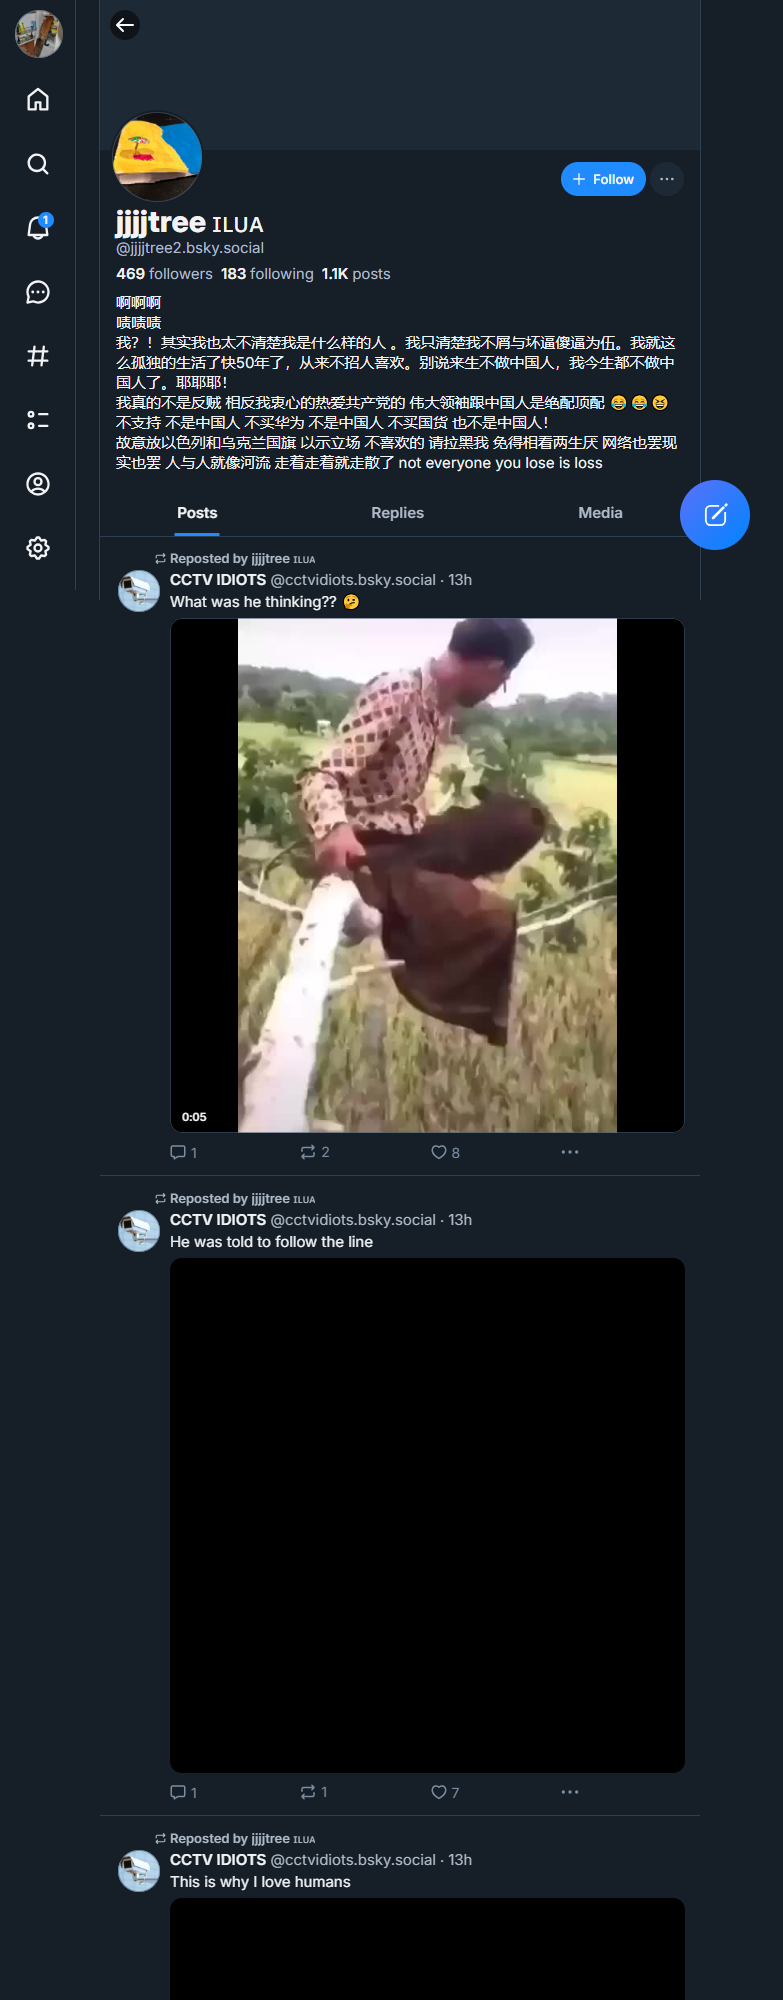 1
+ Follow
jjjjtree ILUA
@jjjjtree2.bsky.social
469 followers 183 following 1.1K posts
啊啊啊
啧啧啧
我？！其实我也太不清楚我是什么样的人 。我只清楚我不屑与坏逼傻逼为伍。我就这
么孤独的生活了快50年了，从来不招人喜欢。别说来生不做中国人，我今生都不做中
国人了。耶耶耶！
我真的不是反贼 相反我衷心的热爱共产党的 伟大领袖跟中国人是绝配顶配 😂 😂 😆
不支持 不是中国人 不买华为 不是中国人 不买国货 也不是中国人！
故意放以色列和乌克兰国旗 以示立场 不喜欢的 请拉黑我 免得相看两生厌 网络也罢现
实也罢 人与人就像河流 走着走着就走散了 not everyone you lose is loss
Posts Replies Media
Reposted by jjjjtree ILUA
CCTV IDIOTS @cctvidiots.bsky.social · 13h
What was he thinking?? 🤔
0:05
1 2 8
Reposted by jjjjtree ILUA
CCTV IDIOTS @cctvidiots.bsky.social · 13h
He was told to follow the line
1 1 7
Reposted by jjjjtree ILUA
CCTV IDIOTS @cctvidiots.bsky.social · 13h
This is why I love humans